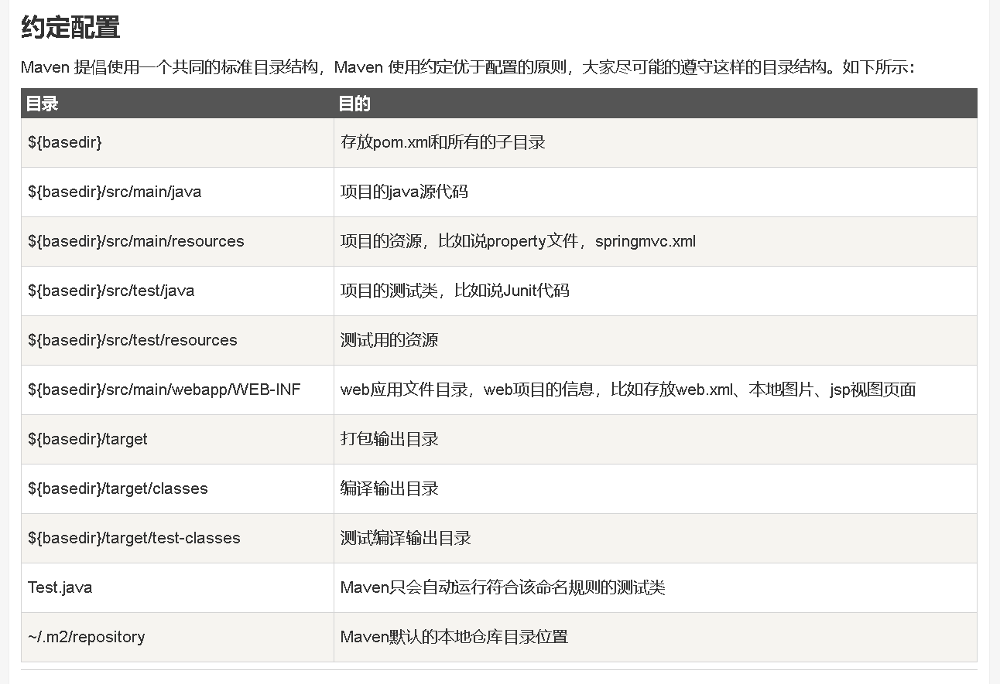 约定配置
Maven 提倡使用一个共同的标准目录结构，Maven 使用约定优于配置的原则，大家尽可能的遵守这样的目录结构。如下所示：
目录 目的
${basedir} 存放pom.xml和所有的子目录
${basedir}/src/main/java 项目的java源代码
${basedir}/src/main/resources 项目的资源，比如说property文件，springmvc.xml
${basedir}/src/test/java 项目的测试类，比如说Junit代码
${basedir}/src/test/resources 测试用的资源
${basedir}/src/main/webapp/WEB-INF web应用文件目录，web项目的信息，比如存放web.xml、本地图片、jsp视图页面
${basedir}/target 打包输出目录
${basedir}/target/classes 编译输出目录
${basedir}/target/test-classes 测试编译输出目录
Test.java Maven只会自动运行符合该命名规则的测试类
~/.m2/repository Maven默认的本地仓库目录位置